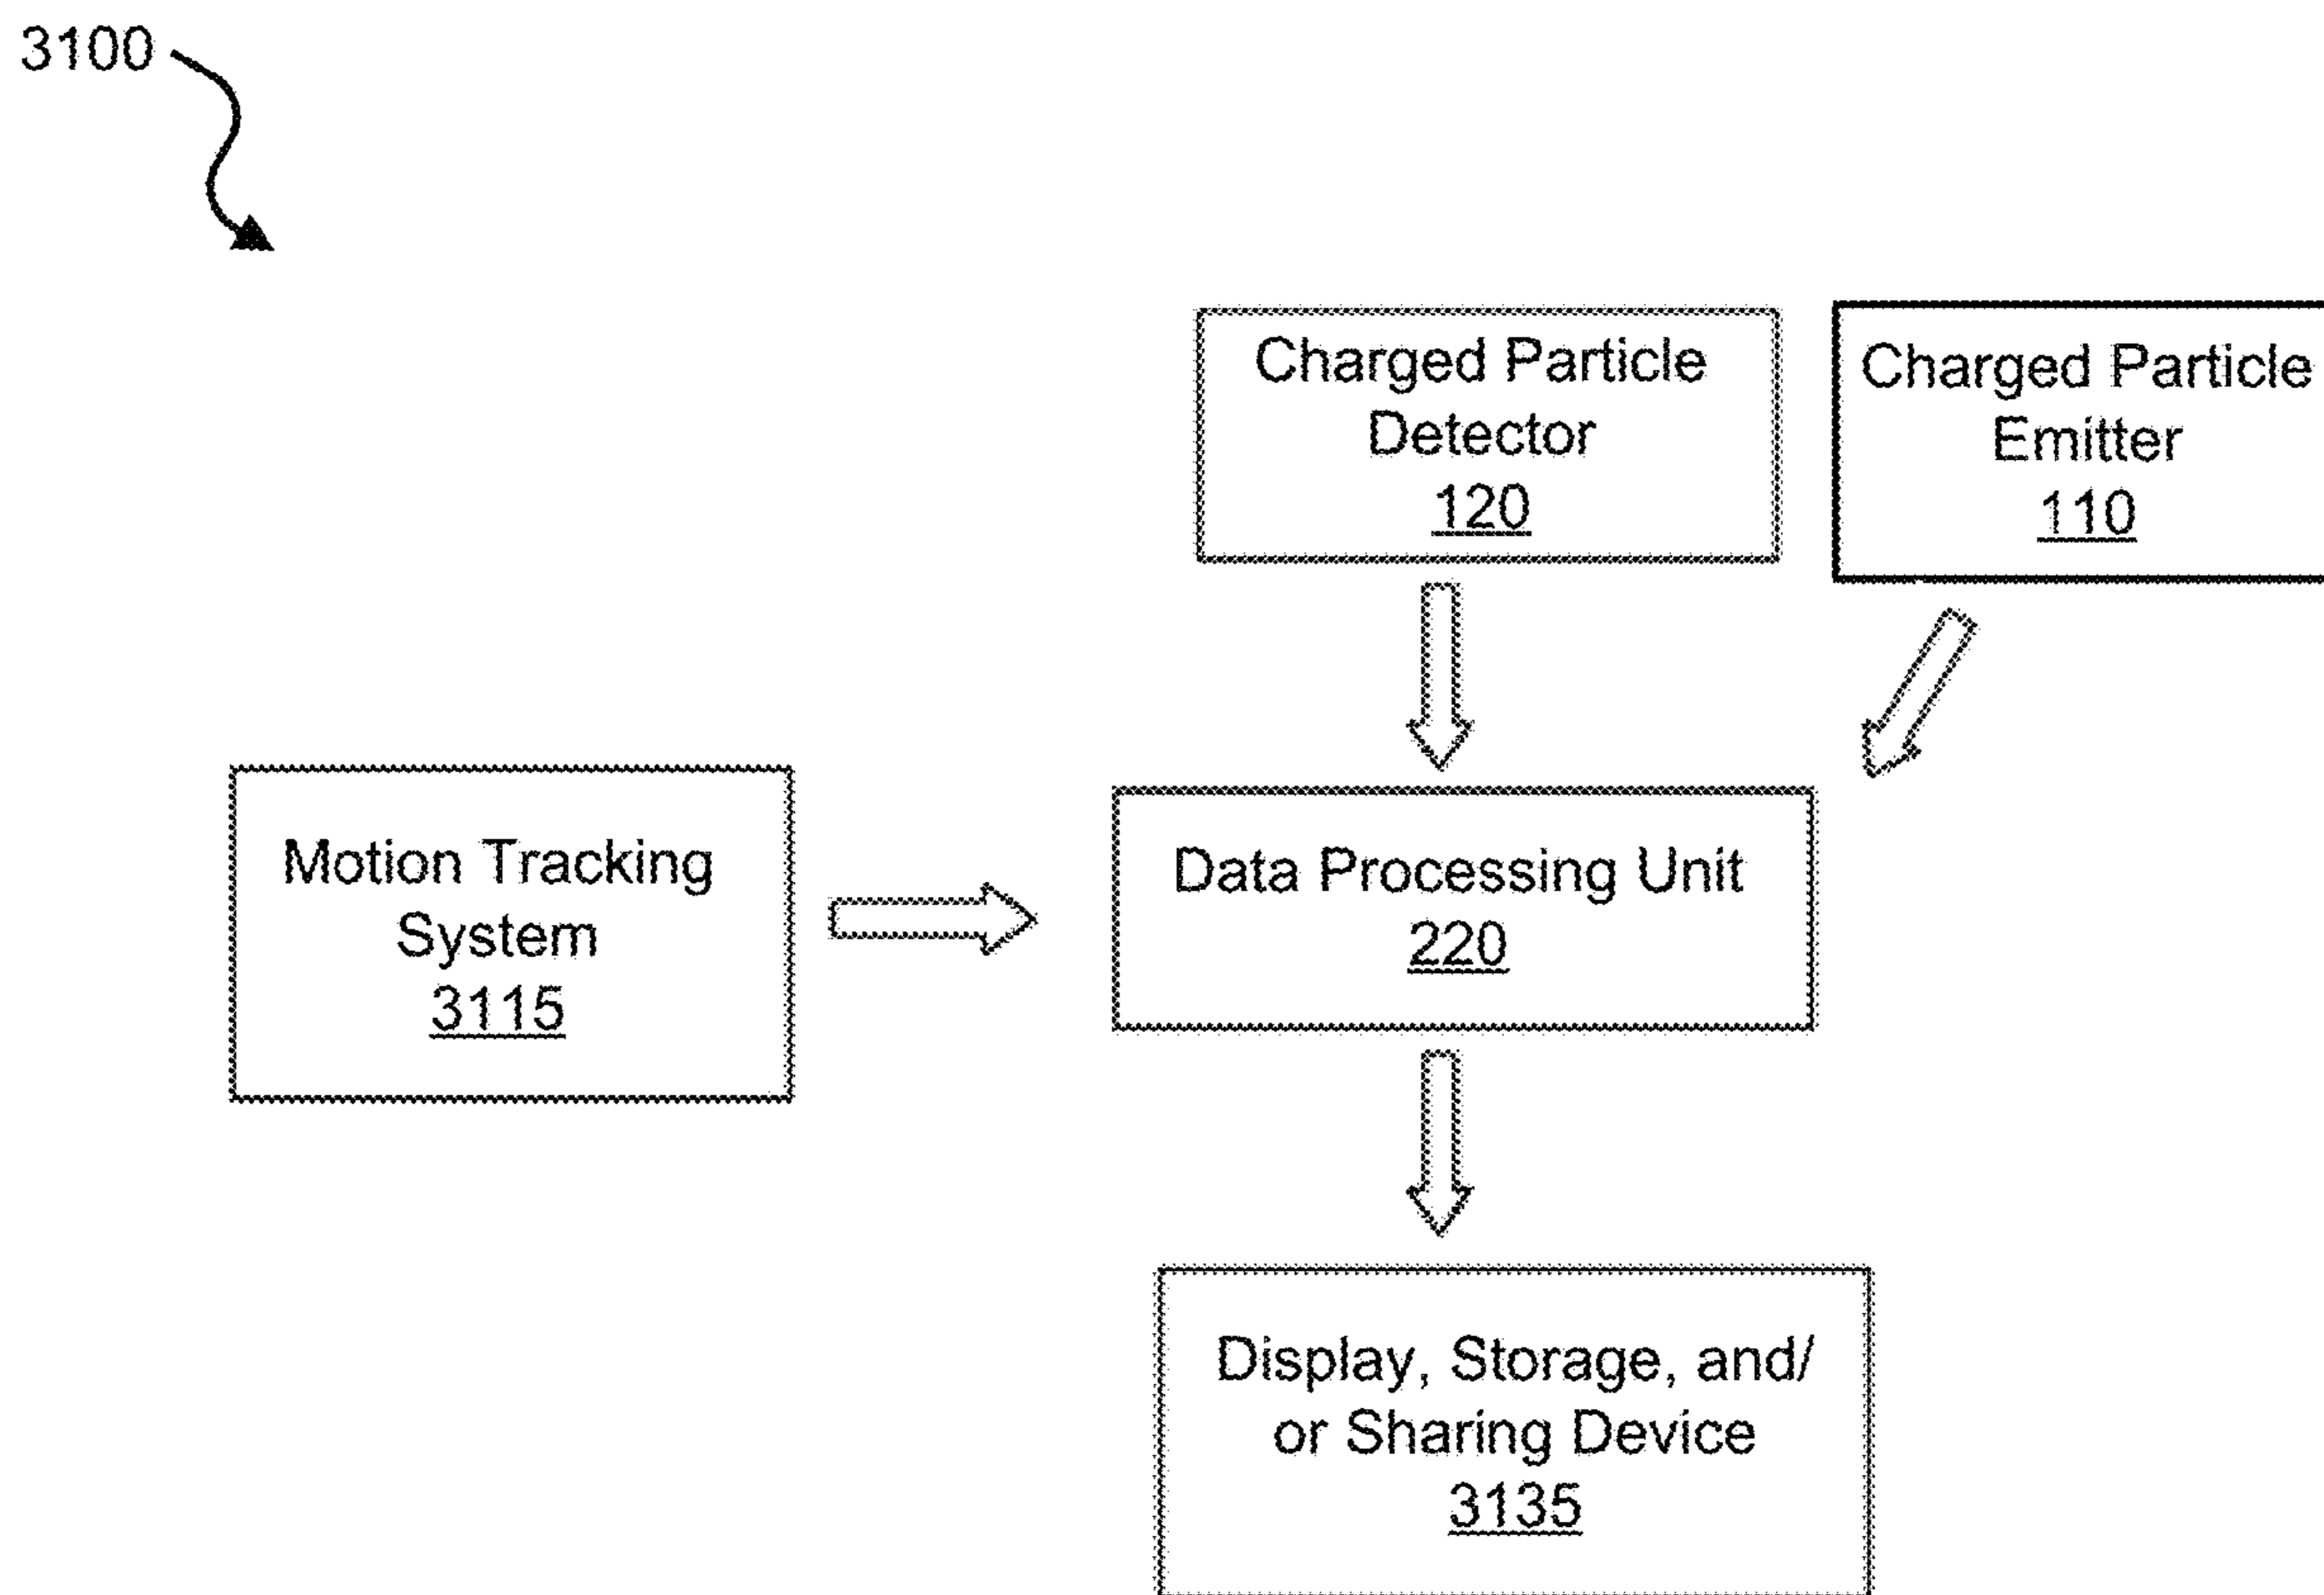 3100
Charged Particle
Detector
120
Charged Particle
Emitter
110
Motion Tracking
System
3115
Data Processing Unit
220
Display, Storage, and/
or Sharing Device
3135